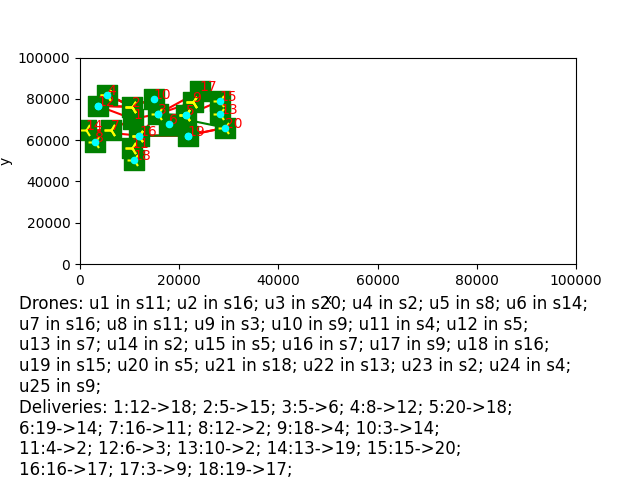 100000
80000
60000
40000
20000
0
y
17
15
20
0 20000 40000 60000 80000 100000
x
Drones: u1 in s11; u2 in s16; u3 in s20; u4 in s2; u5 in s8; u6 in s14;
u7 in s16; u8 in s11; u9 in s3; u10 in s9; u11 in s4; u12 in s5;
u13 in s7; u14 in s2; u15 in s5; u16 in s7; u17 in s9; u18 in s16;
u19 in s15; u20 in s5; u21 in s18; u22 in s13; u23 in s2; u24 in s4;
u25 in s9;
Deliveries: 1:12->18; 2:5->15; 3:5->6; 4:8->12; 5:20->18;
6:19->14; 7:16->11; 8:12->2; 9:18->4; 10:3->14;
11:4->2; 12:6->3; 13:10->2; 14:13->19; 15:15->20;
16:16->17; 17:3->9; 18:19->17;